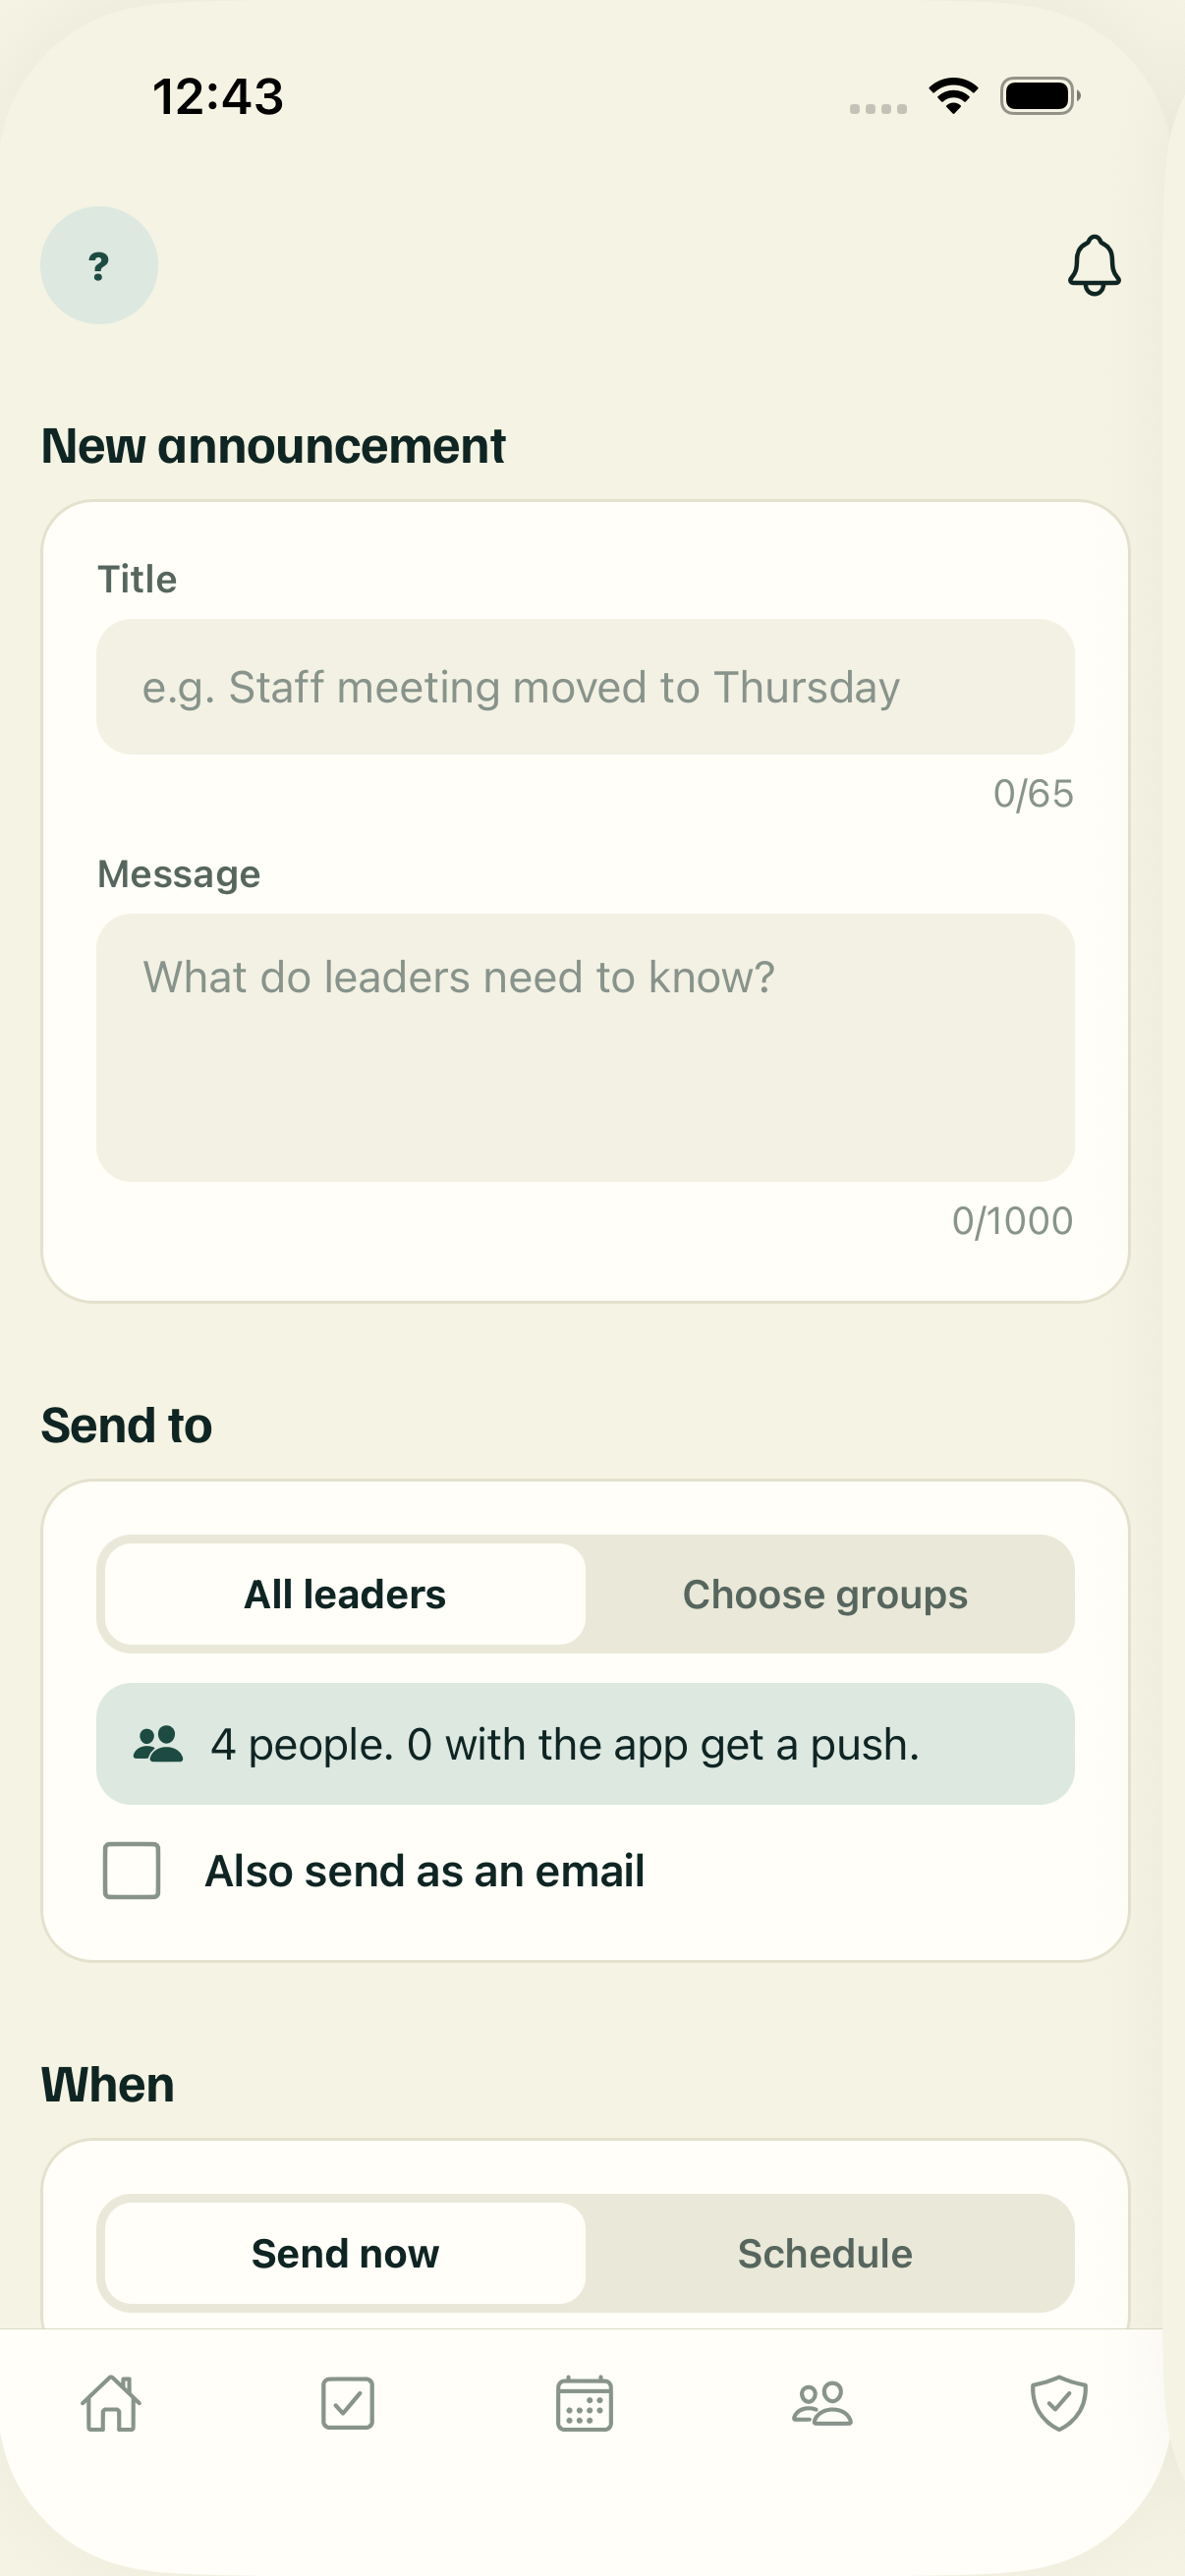 12:43
?
New announcement
Title
e.g. Staff meeting moved to Thursday
0/65
Message
What do leaders need to know?
0/1000
Send to
All leaders
Choose groups
4 people. 0 with the app get a push.
Also send as an email
When
Send now
Schedule